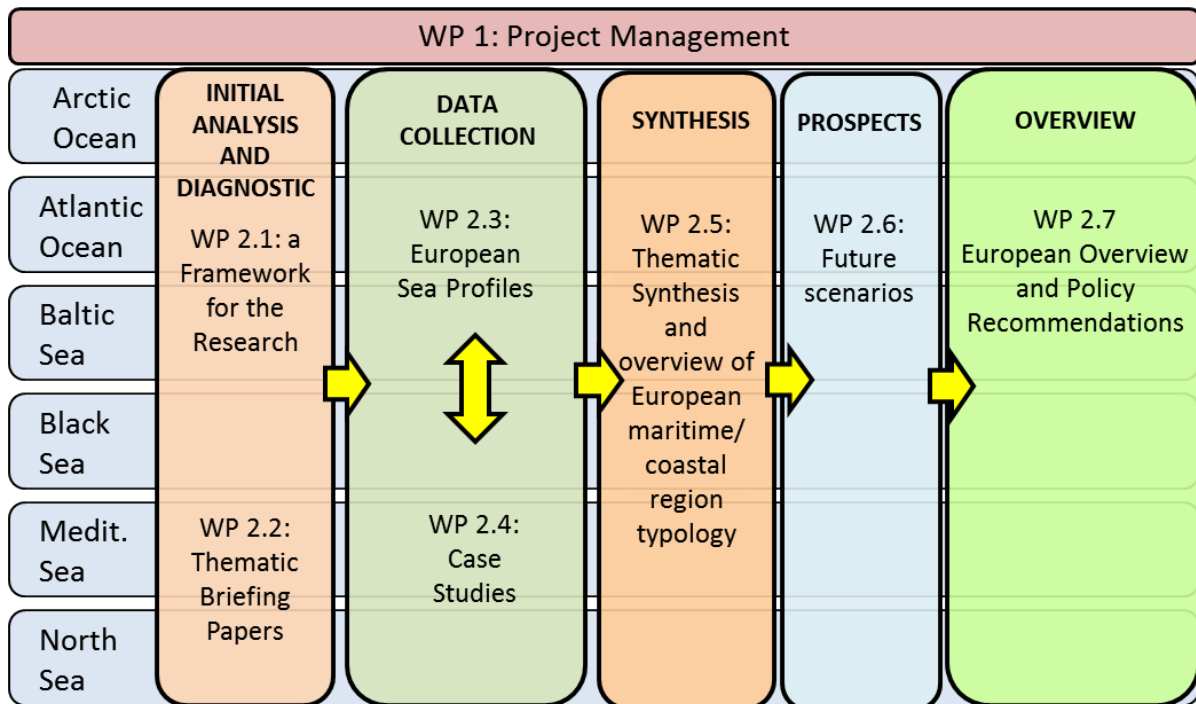 WP 1: Project Management
Arctic
Ocean
Atlantic
Ocean
Baltic
Sea
Black
Sea
Medit.
Sea
North
Sea
INITIAL
ANALYSIS
AND
DIAGNOSTIC
WP 2.1: a
Framework
for the
Research
WP 2.2:
Thematic
Briefing
Papers
DATA
COLLECTION
WP 2.3:
European
Sea Profiles
WP 2.4:
Case
Studies
SYNTHESIS
WP 2.5:
Thematic
Synthesis
and
overview of
European
maritime/
coastal
region
typology
PROSPECTS
WP 2.6:
Future
scenarios
OVERVIEW
WP 2.7
European Overview
and Policy
Recommendations